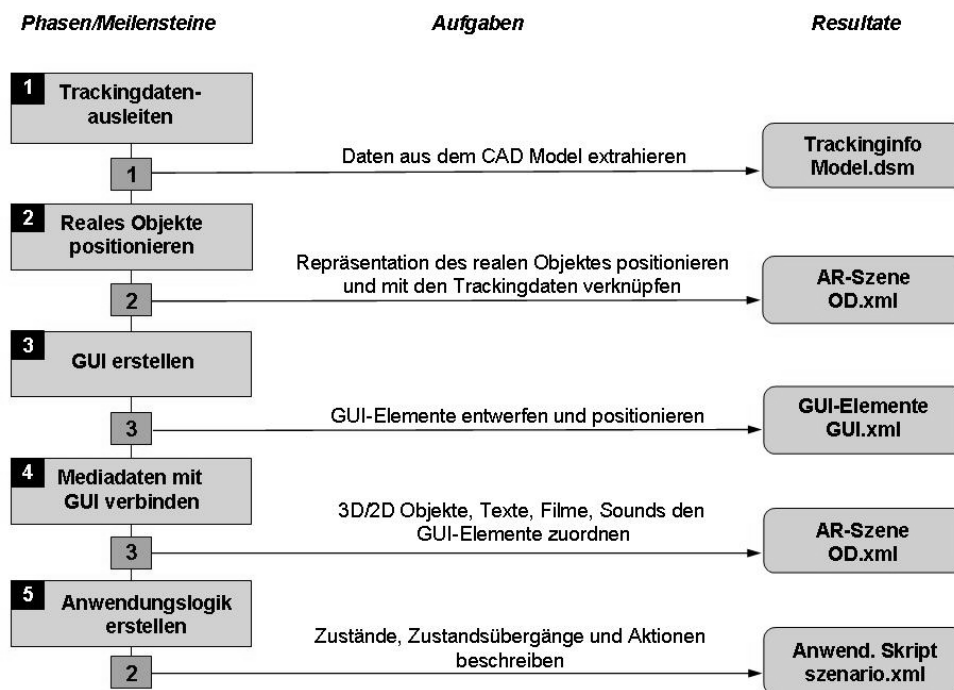 Phasen/Meilensteine
Aufgaben
Resultate
1
Trackingdaten-
ausleiten
1
Daten aus dem CAD Model extrahieren
Trackinginfo
Model.dsm
2
Reales Objekte
positionieren
2
Repräsentation des realen Objektes positionieren
und mit den Trackingdaten verknüpfen
AR-Szene
OD.xml
3
GUI erstellen
3
GUI-Elemente entwerfen und positionieren
GUI-Elemente
GUI.xml
4
Mediadaten mit
GUI verbinden
3
3D/2D Objekte, Texte, Filme, Sounds den
GUI-Elemente zuordnen
AR-Szene
OD.xml
5
Anwendungslogik
erstellen
2
Zustände, Zustandsübergänge und Aktionen
beschreiben
Anwend. Skript
szenario.xml